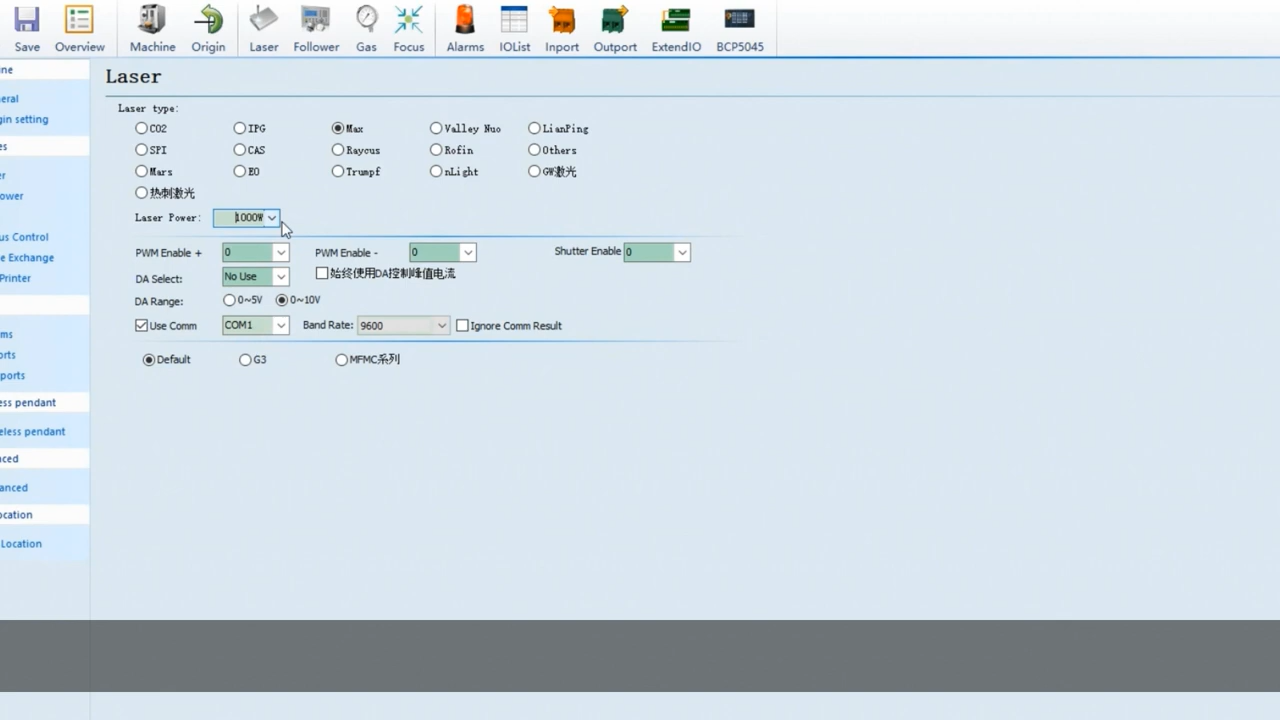 Save Overview Machine Origin Laser Follower Gas Focus Alarms IOList Inport Outport ExtendIO BCP5045
ne
Laser
eral
Laser type:
gin setting
CO2 IPG Max Valley Nuo LianPing
es
SPI CAS Raycus Rofin Others
er
Mars EO Trumpf nLight GW激光
ower
热刺激光
Laser Power: 1000W
us Control
PWM Enable + 0 PWM Enable - 0 Shutter Enable 0
e Exchange
DA Select: No Use 始终使用DA控制峰值电流
Printer
DA Range: 0~5V 0~10V
Use Comm COM1 Band Rate: 9600 Ignore Comm Result
ms
orts
Default G3 MFMC系列
ports
ess pendant
eless pendant
ced
anced
ocation
Location